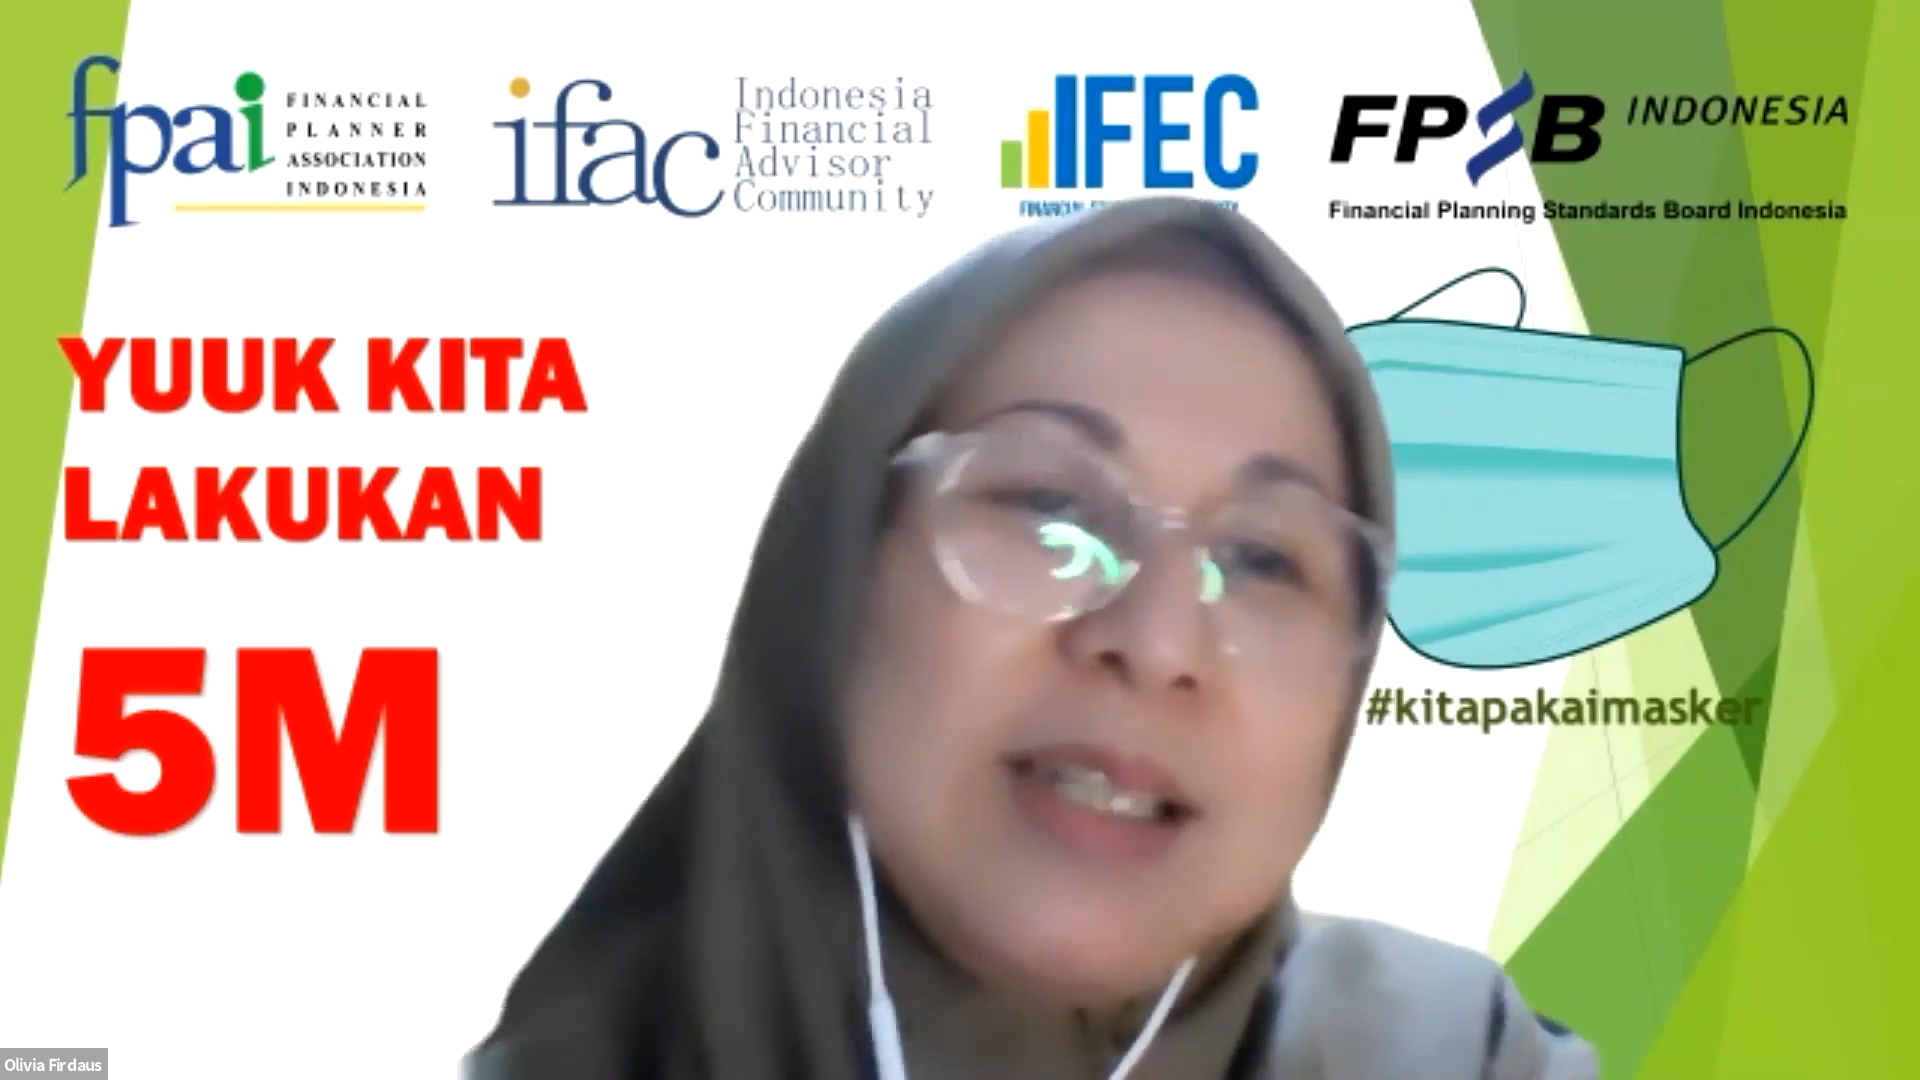 fpai
FINANCIAL
PLANNER
ASSOCIATION
INDONESIA
ifac
Indonesia
Financial
Advisor
Community
IFEC
FINANCIAL
FPSB INDONESIA
Financial Planning Standards Board Indonesia
YUUK KITA
LAKUKAN
5M
#kitapakaimasker
Olivia Firdaus